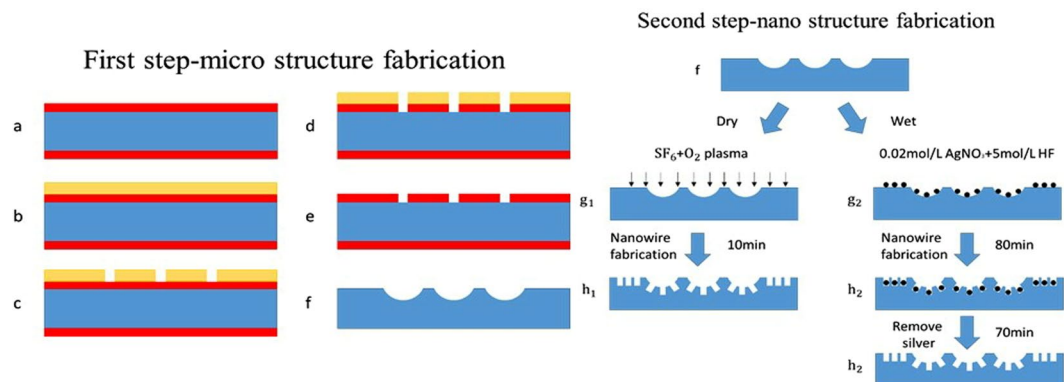 First step-micro structure fabrication
a
b
c
d
e
f
Second step-nano structure fabrication
f
Dry
Wet
SF₆+O₂ plasma
0.02mol/L AgNO₃+5mol/L HF
g₁
g₂
Nanowire
fabrication
10min
Nanowire
fabrication
80min
h₁
h₂
Remove
silver
70min
h₂